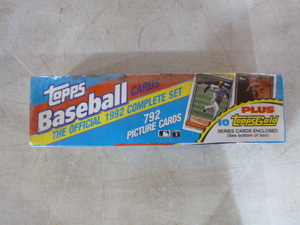 Topps
Baseball CARDS
THE OFFICIAL 1992 COMPLETE SET
792
PICTURE CARDS
PLUS
10 Topps Gold
SERIES CARDS ENCLOSED
(See bottom of box)